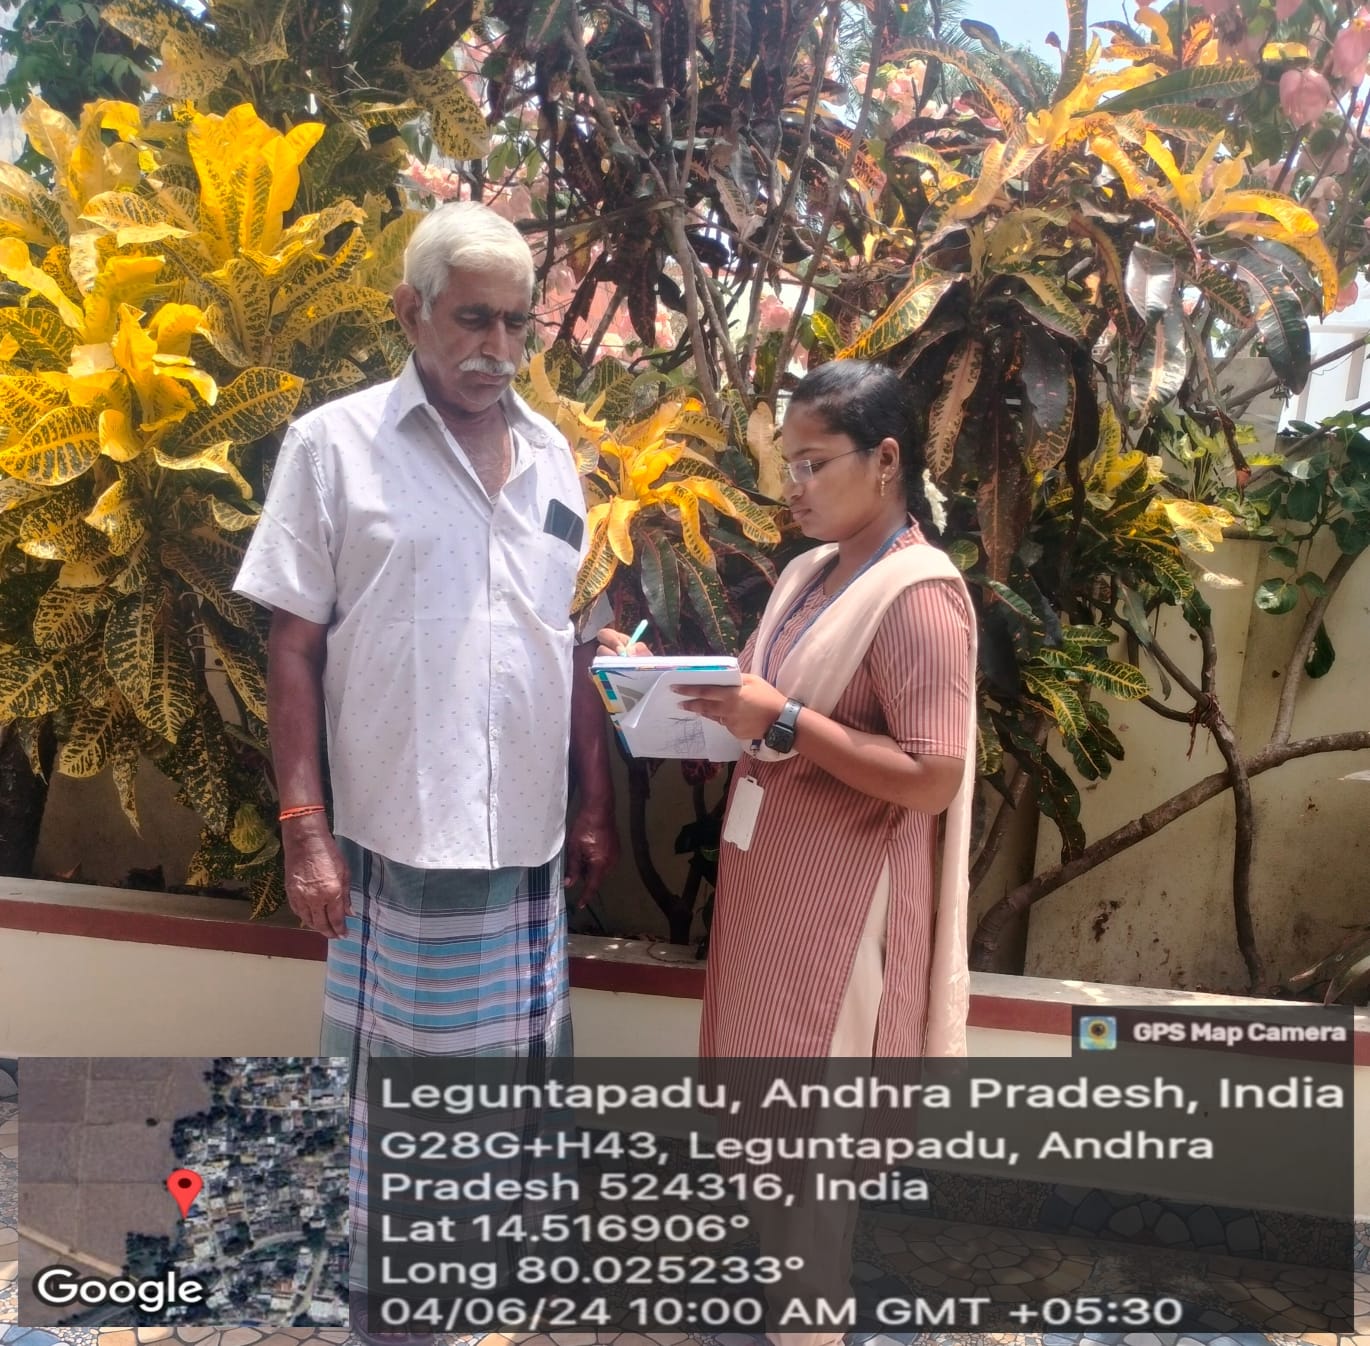 GPS Map Camera
Leguntapadu, Andhra Pradesh, India
G28G+H43, Leguntapadu, Andhra
Pradesh 524316, India
Lat 14.516906°
Long 80.025233°
04/06/24 10:00 AM GMT +05:30
Google